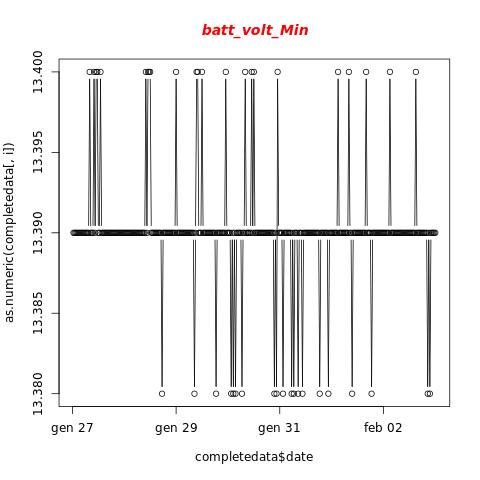 batt_volt_Min
as.numeric(completedata[, i])
13.400
13.395
13.390
13.385
13.380
gen 27
gen 29
gen 31
feb 02
completedata$date